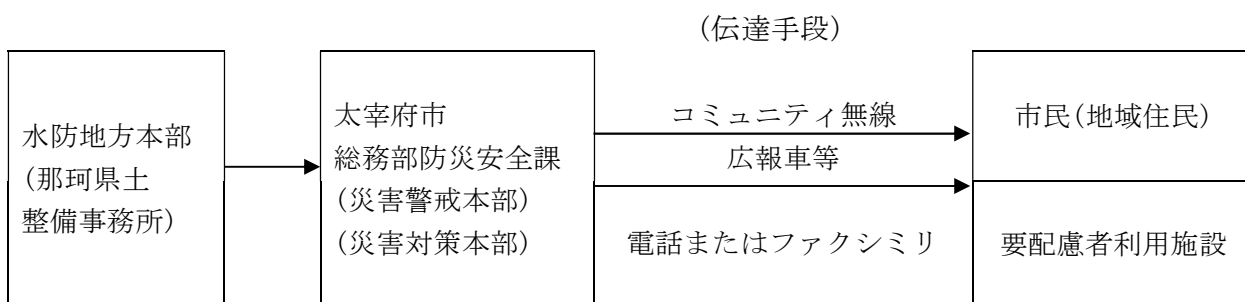 (伝達手段)
水防地方本部
(那珂県土
整備事務所)
太宰府市
総務部防災安全課
(災害警戒本部)
(災害対策本部)
コミュニティ無線
広報車等
電話またはファクシミリ
市民(地域住民)
要配慮者利用施設